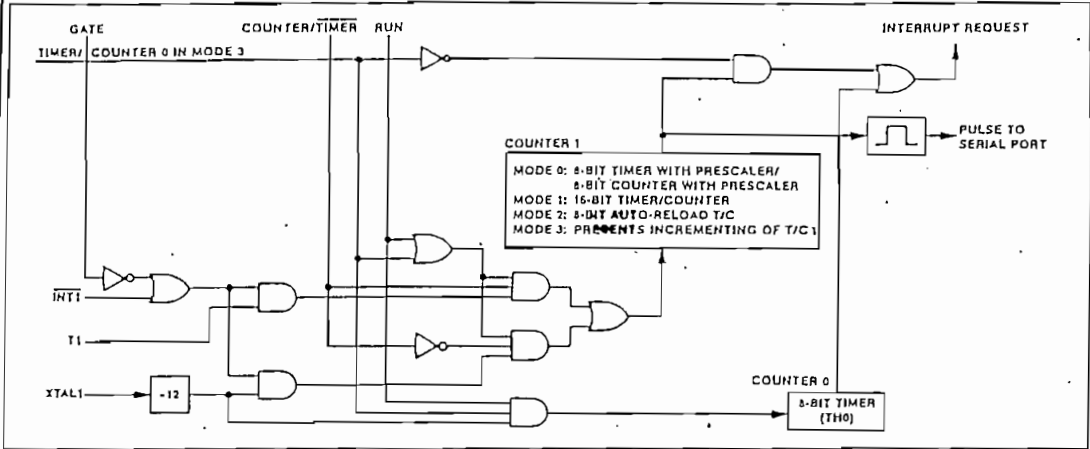 GATE
COUNTER/TIMER
RUN
INTERRUPT REQUEST
TIMER/ COUNTER 0 IN MODE 3
PULSE TO
SERIAL PORT
COUNTER 1
MODE 0: 8-BIT TIMER WITH PRESCALER/
8-BIT COUNTER WITH PRESCALER
MODE 1: 16-BIT TIMER/COUNTER
MODE 2: 8-BIT AUTO-RELOAD T/C
MODE 3: PREVENTS INCREMENTING OF T/C 1
INT1
T1
XTAL1
÷12
COUNTER 0
8-BIT TIMER
(TH0)